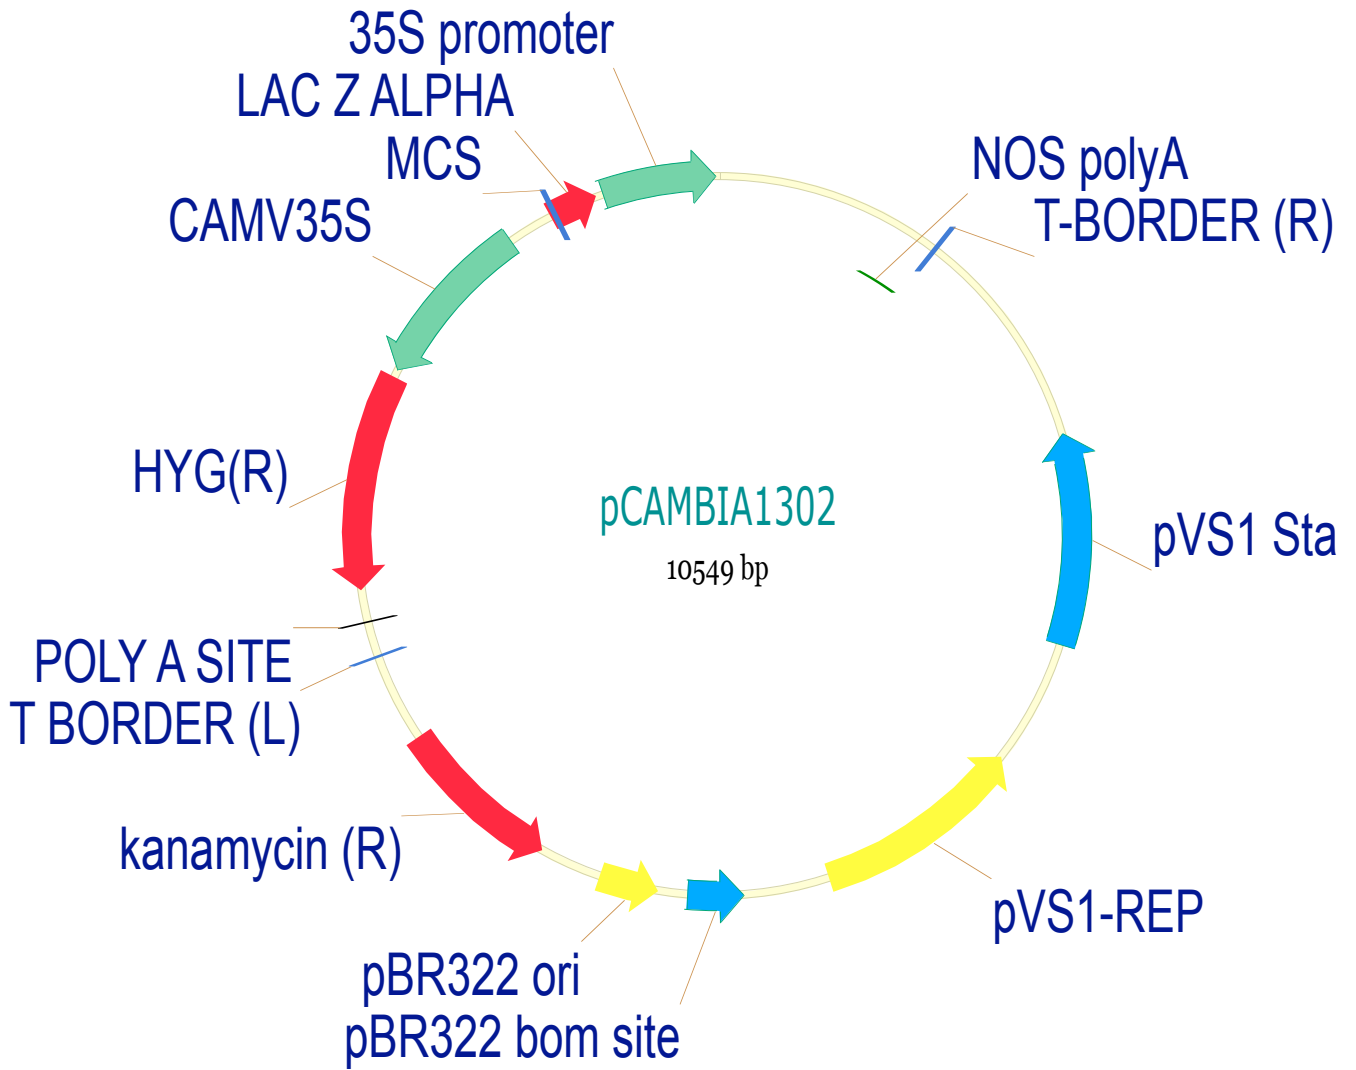 35S promoter
LAC Z ALPHA
MCS
NOS polyA
CAMV35S
T-BORDER (R)
HYG(R)
pCAMBIA1302
pVS1 Sta
10549 bp
POLY A SITE
T BORDER (L)
kanamycin (R)
pVS1-REP
pBR322 ori
pBR322 bom site